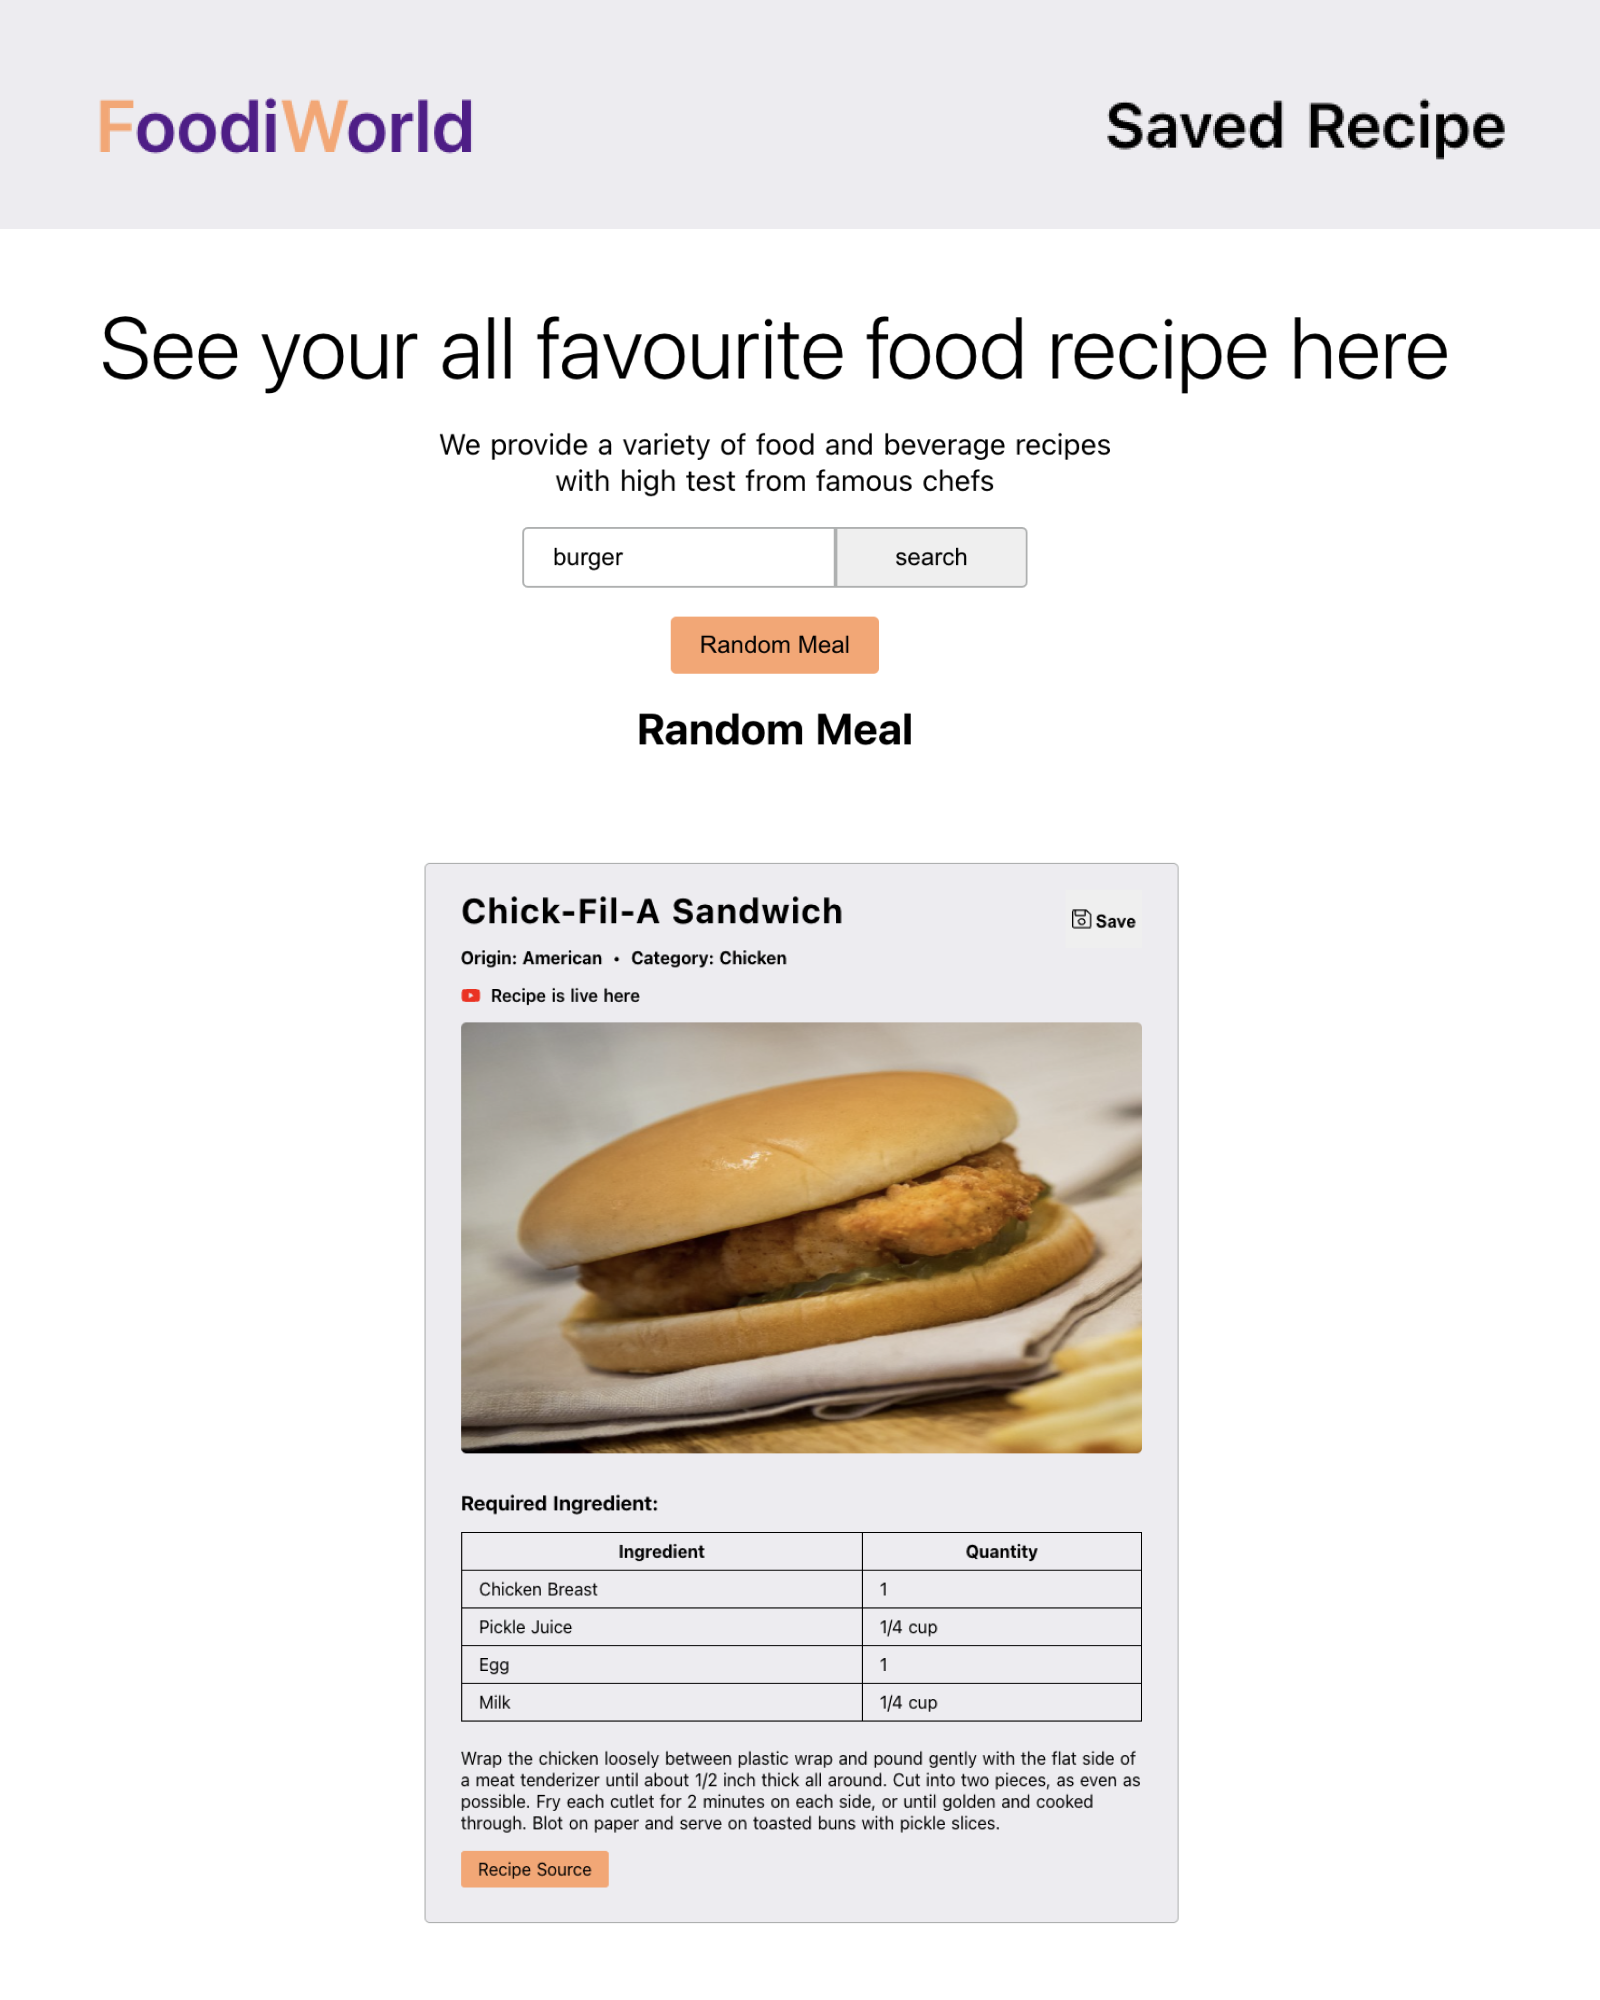 FoodiWorld
Saved Recipe
See your all favourite food recipe here
We provide a variety of food and beverage recipes
with high test from famous chefs
burger
search
Random Meal
Random Meal
Chick-Fil-A Sandwich
Save
Origin: American • Category: Chicken
Recipe is live here
Required Ingredient:
Ingredient Quantity
Chicken Breast 1
Pickle Juice 1/4 cup
Egg 1
Milk 1/4 cup
Wrap the chicken loosely between plastic wrap and pound gently with the flat side of
a meat tenderizer until about 1/2 inch thick all around. Cut into two pieces, as even as
possible. Fry each cutlet for 2 minutes on each side, or until golden and cooked
through. Blot on paper and serve on toasted buns with pickle slices.
Recipe Source